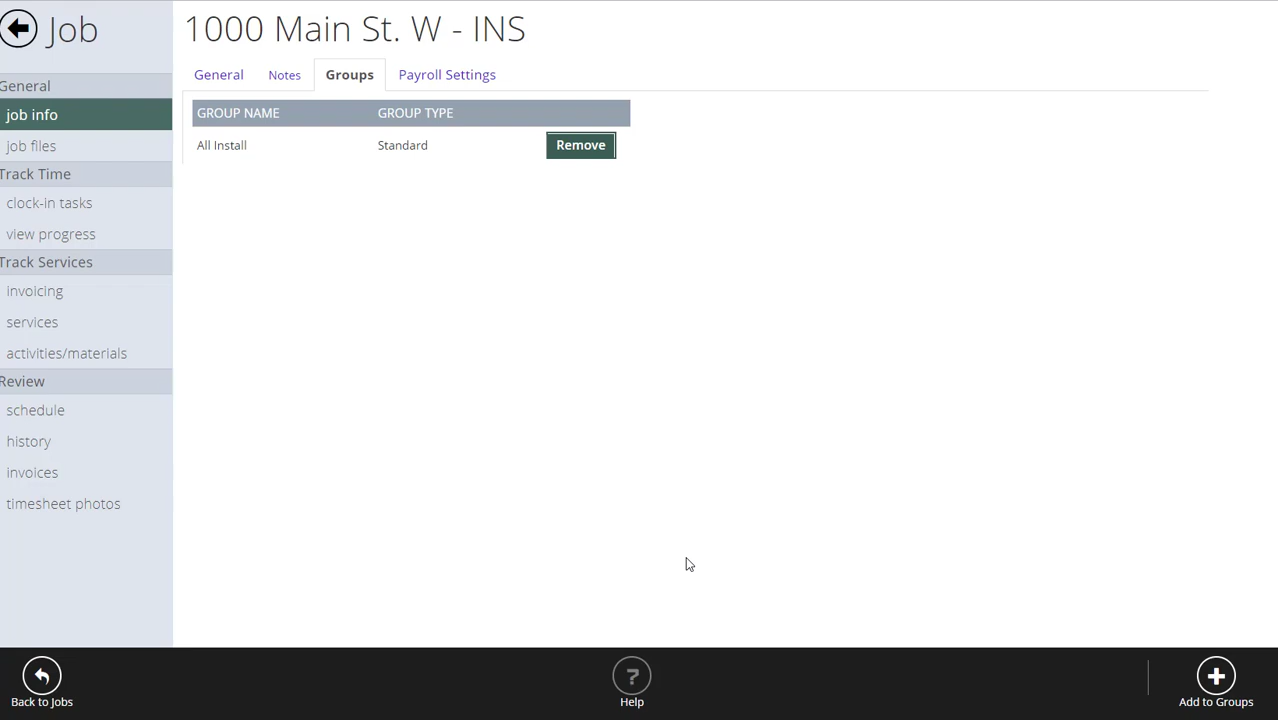 Job
1000 Main St. W - INS
General
job info
job files
Track Time
clock-in tasks
view progress
Track Services
invoicing
services
activities/materials
Review
schedule
history
invoices
timesheet photos
General Notes Groups Payroll Settings
GROUP NAME GROUP TYPE
All Install Standard Remove
Back to Jobs
?
Help
Add to Groups